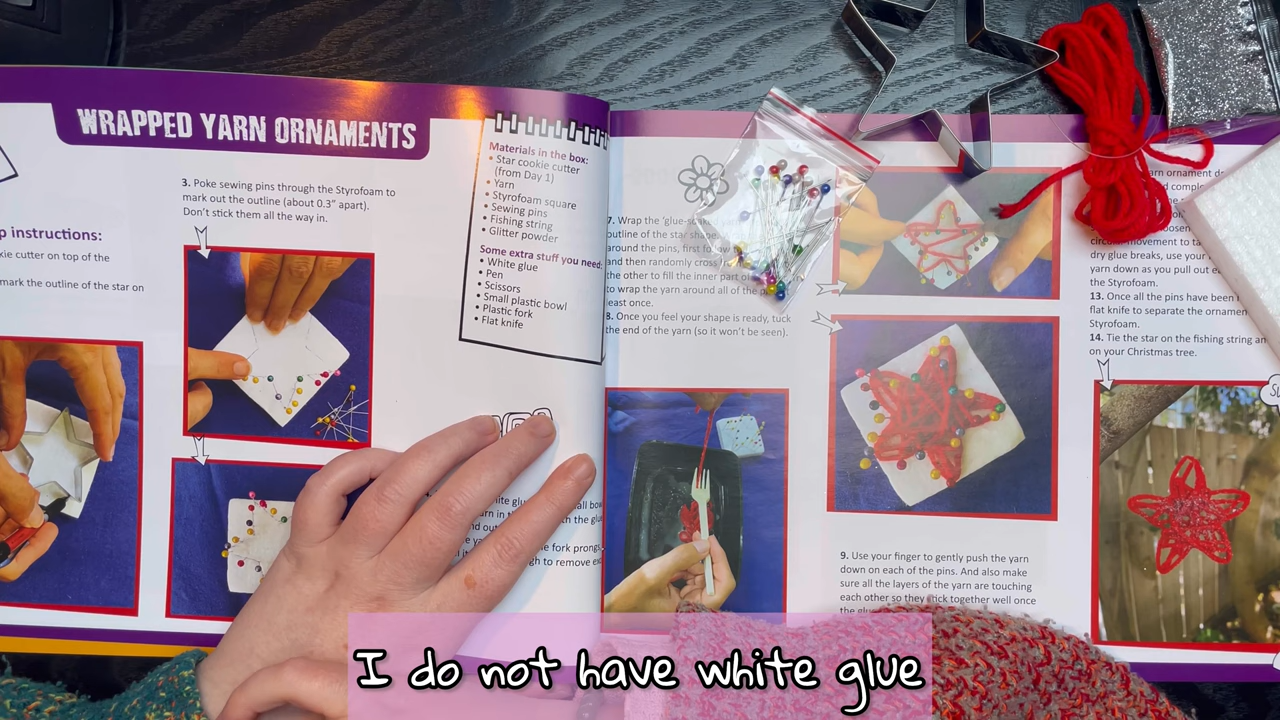 WRAPPED YARN ORNAMENTS
p instructions:
kie cutter on top of the
mark the outline of the star on
3. Poke sewing pins through the Styrofoam to
mark out the outline (about 0.3" apart).
Don't stick them all the way in.
Materials in the box:
• Star cookie cutter
(from Day 1)
• Yarn
• Styrofoam square
• Sewing pins
• Fishing string
• Glitter powder
Some extra stuff you need:
• White glue
• Pen
• Scissors
• Small plastic bowl
• Plastic fork
• Flat knife
7. Wrap the 'glue-soaked
outline of the star shape
around the pins, first follow
and then randomly cross
the other to fill the inner part of
to wrap the yarn around all of the p
least once.
8. Once you feel your shape is ready, tuck
the end of the yarn (so it won't be seen).
9. Use your finger to gently push the yarn
down on each of the pins. And also make
sure all the layers of the yarn are touching
each other so they stick together well once
the glue
arn ornament d
circular movement to ta
dry glue breaks, use your
yarn down as you pull out e
the Styrofoam.
13. Once all the pins have been
flat knife to separate the ornamen
Styrofoam.
14. Tie the star on the fishing string an
on your Christmas tree.
I do not have white glue